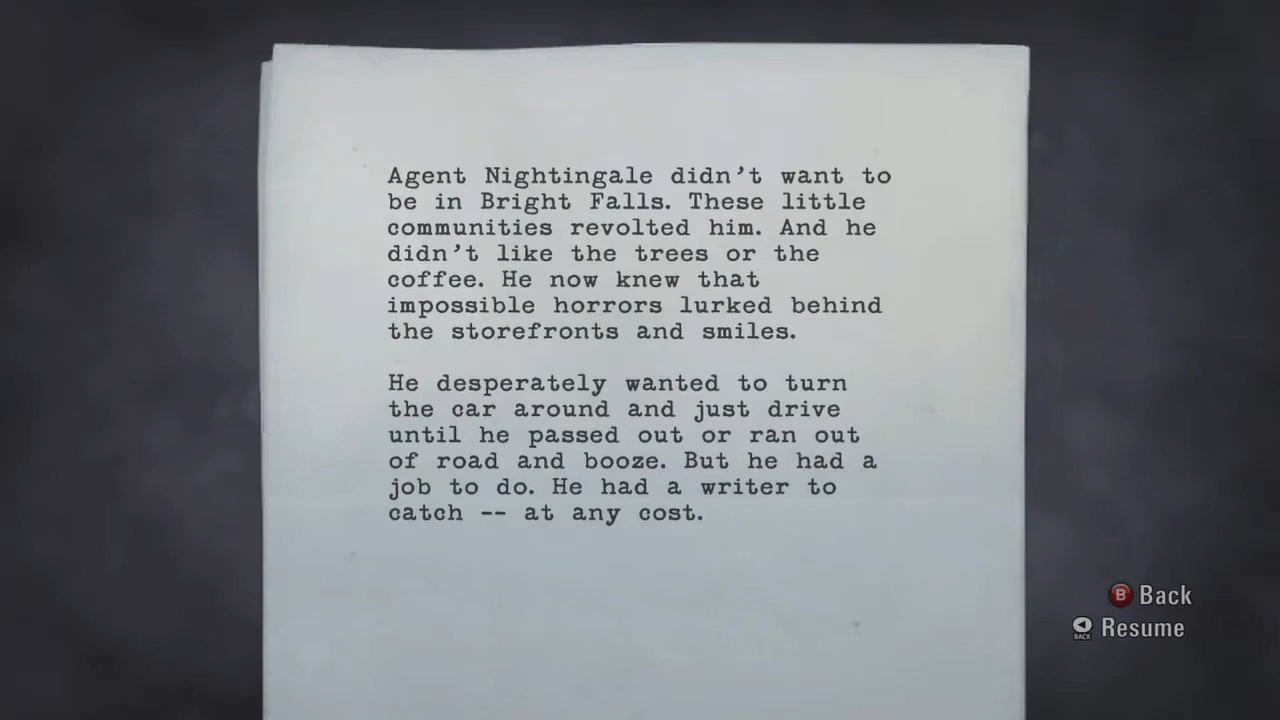 Agent Nightingale didn’t want to
be in Bright Falls. These little
communities revolted him. And he
didn’t like the trees or the
coffee. He now knew that
impossible horrors lurked behind
the storefronts and smiles.
He desperately wanted to turn
the car around and just drive
until he passed out or ran out
of road and booze. But he had a
job to do. He had a writer to
catch -- at any cost.
B Back
BACK Resume